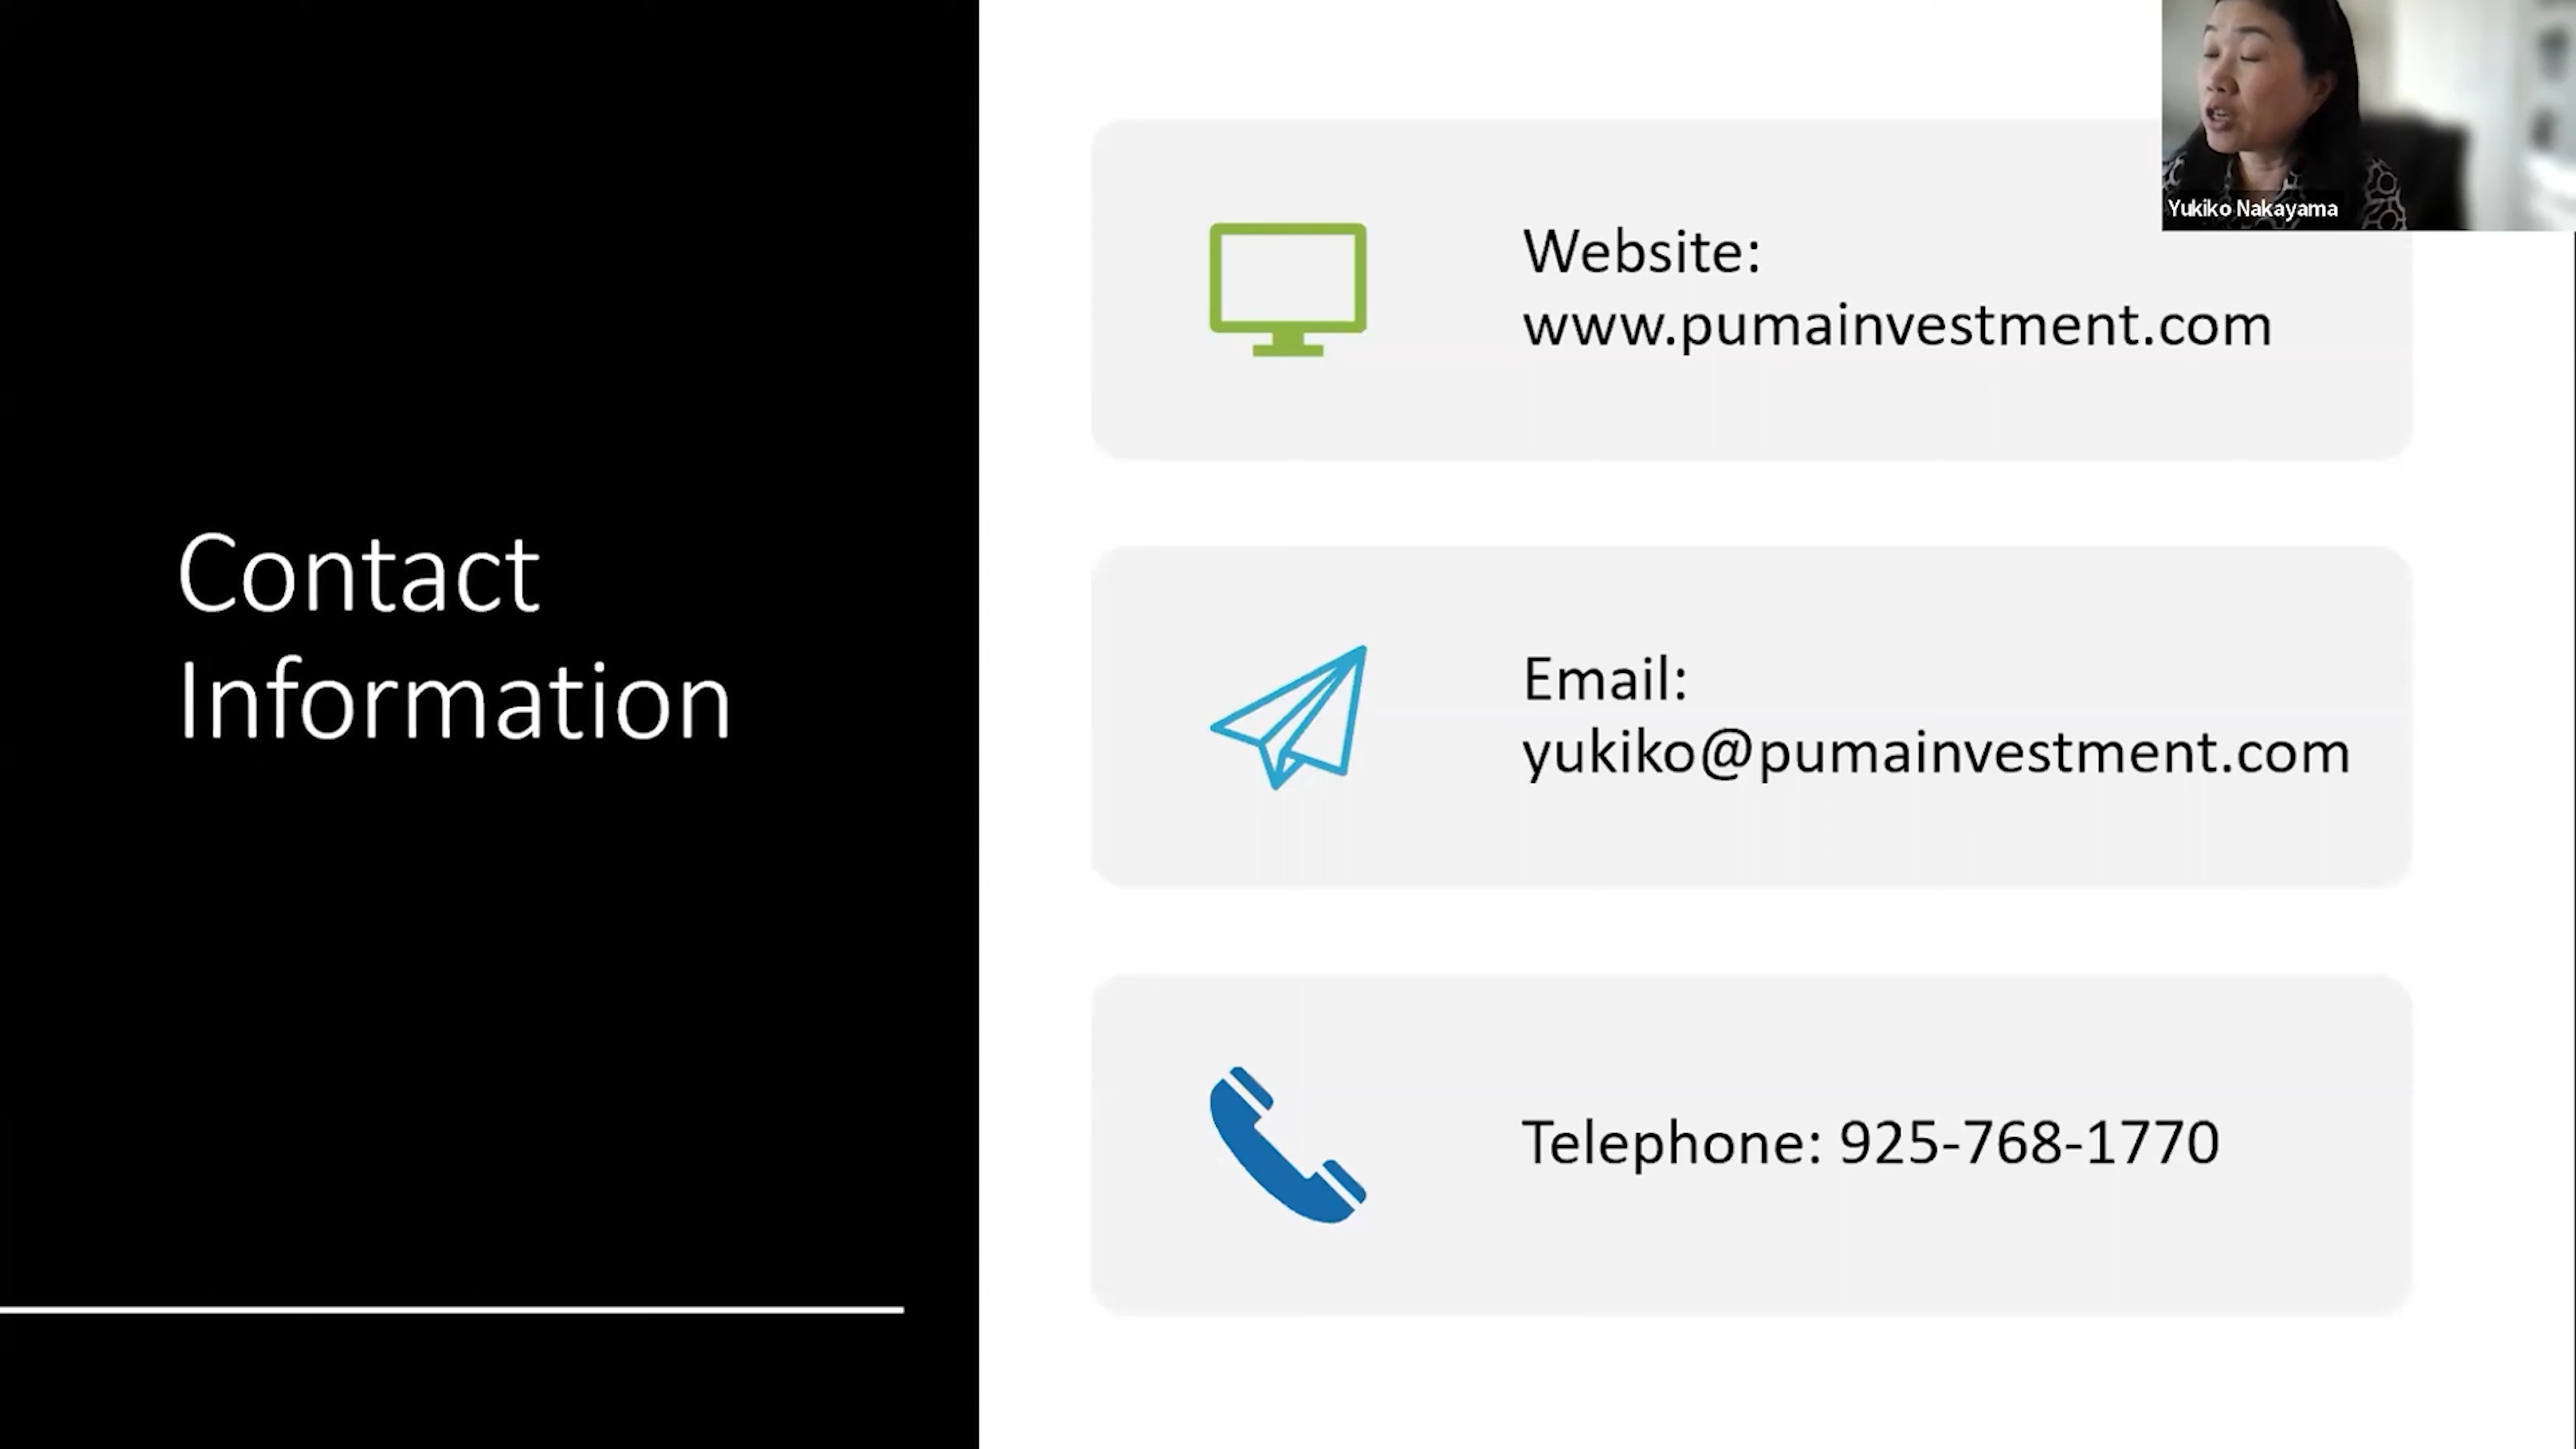 Contact
Information
Website:
www.pumainvestment.com
Email:
yukiko@pumainvestment.com
Telephone: 925-768-1770
Yukiko Nakayama